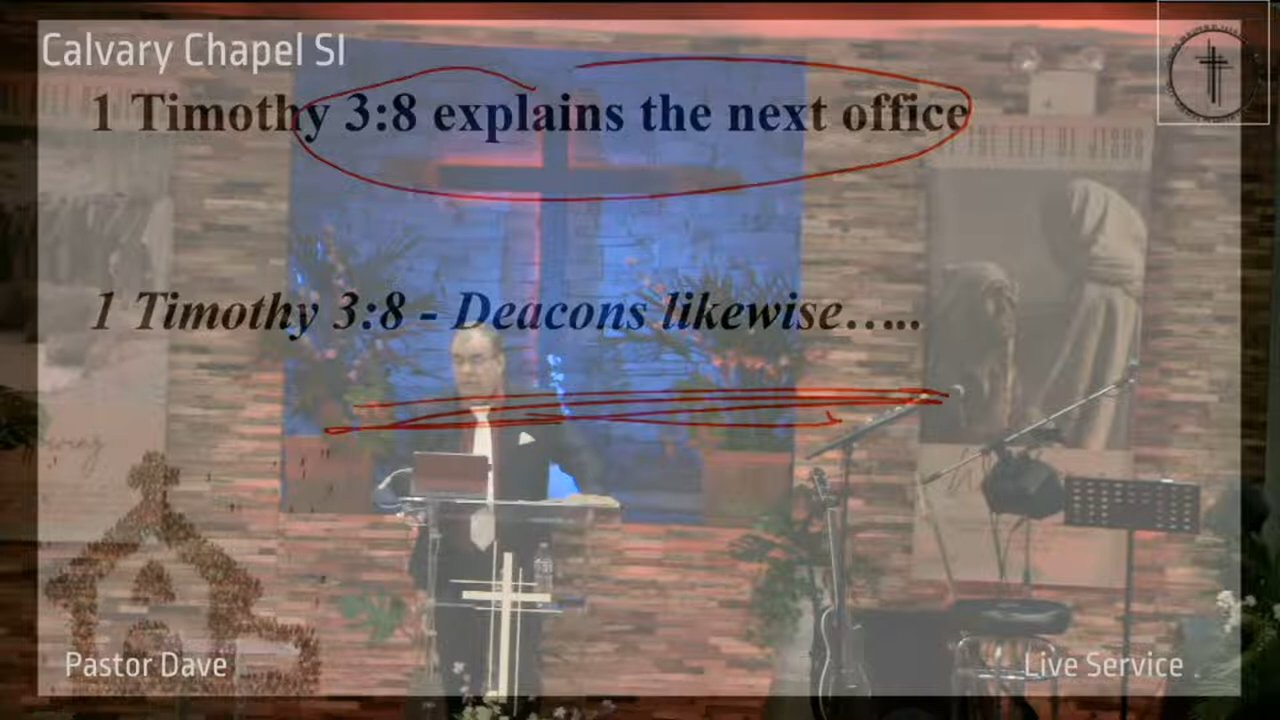 Calvary Chapel SI
1 Timothy 3:8 explains the next office
1 Timothy 3:8 - Deacons likewise…..
Pastor Dave
Live Service